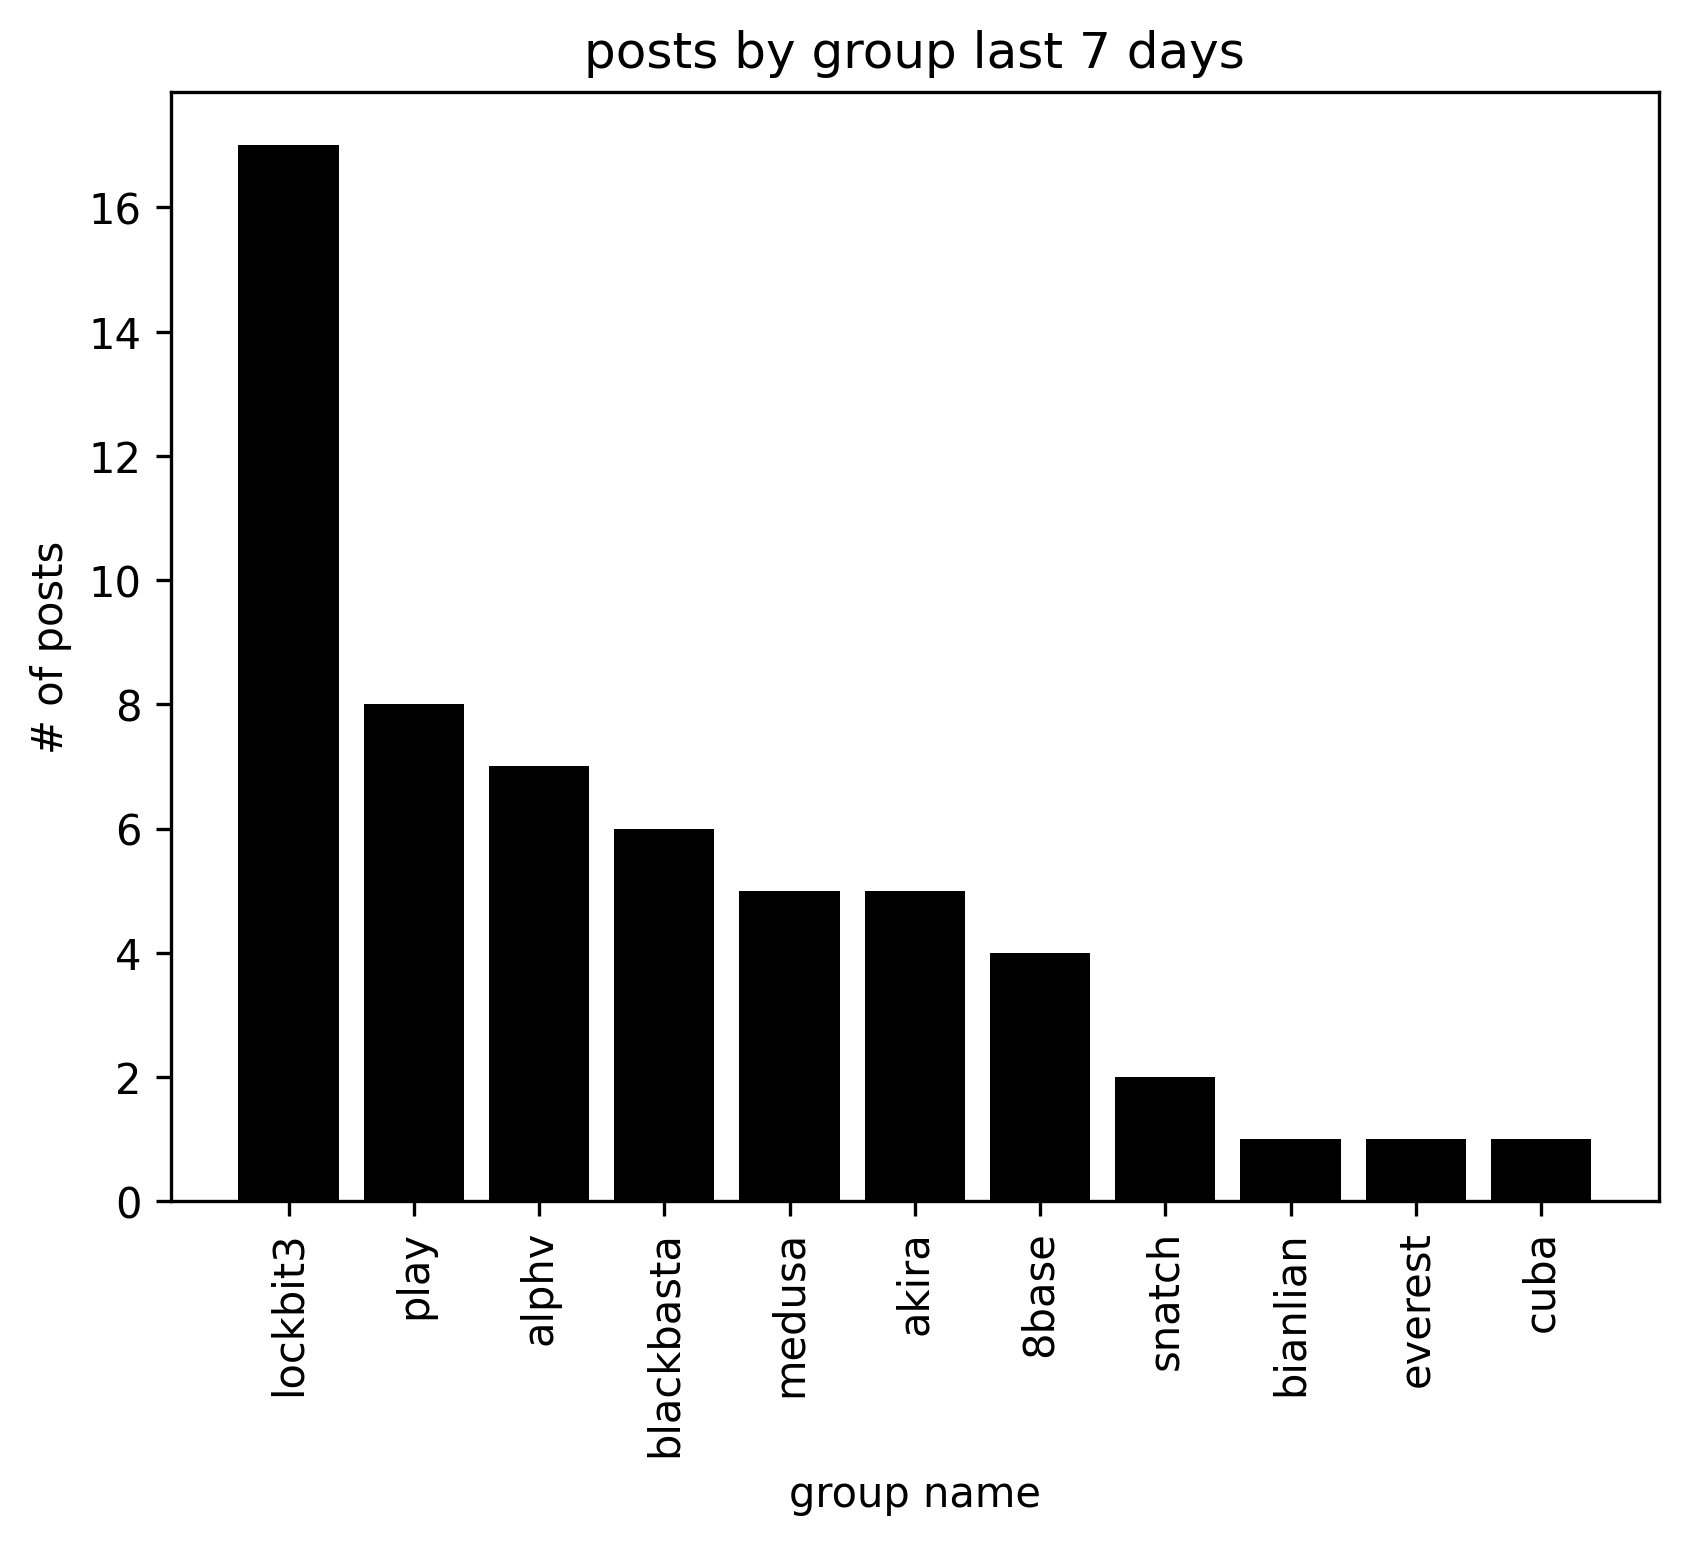 posts by group last 7 days
# of posts
16
14
12
10
8
6
4
2
0
lockbit3
play
alphv
blackbasta
medusa
akira
8base
snatch
bianlian
everest
cuba
group name